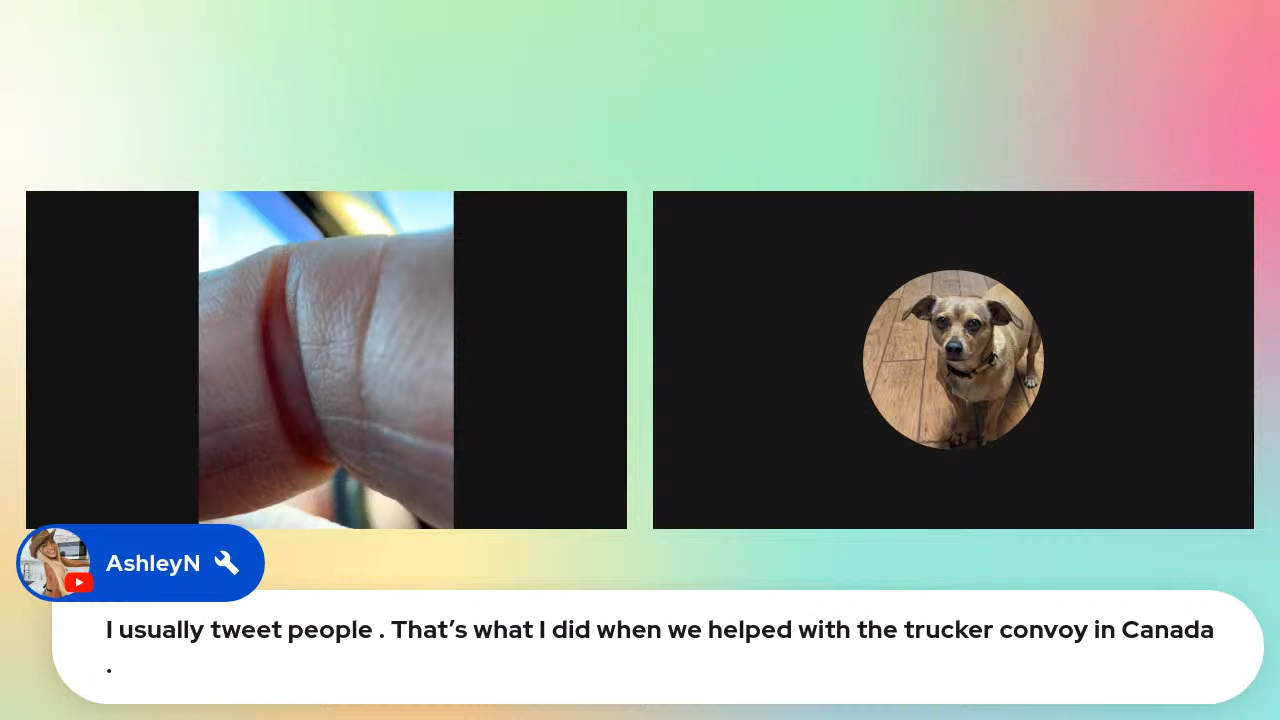 AshleyN
I usually tweet people . That’s what I did when we helped with the trucker convoy in Canada
.